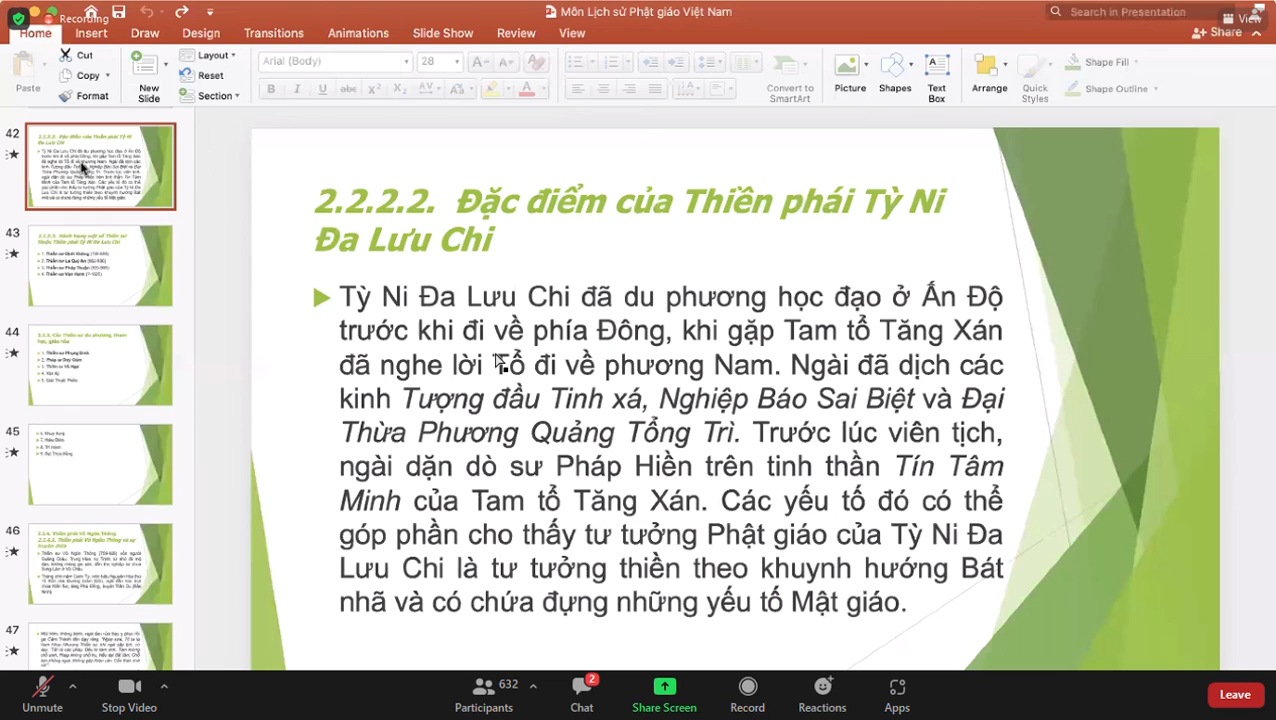 Recording
Môn Lịch sử Phật giáo Việt Nam
Search in Presentation
View
Home Insert Draw Design Transitions Animations Slide Show Review View
Share
Paste
Cut
Copy
Format
New Slide
Layout
Reset
Section
Arial (Body) 28
Convert to SmartArt
Picture
Shapes
Text Box
Arrange
Quick Styles
Shape Fill
Shape Outline
42
43
44
45
46
47
2.2.2.2. Đặc điểm của Thiền phái Tỳ Ni
Đa Lưu Chi
Tỳ Ni Đa Lưu Chi đã du phương học đạo ở Ấn Độ
trước khi đi về phía Đông, khi gặp Tam tổ Tăng Xán
đã nghe lời tổ đi về phương Nam. Ngài đã dịch các
kinh Tượng đầu Tinh xá, Nghiệp Báo Sai Biệt và Đại
Thừa Phương Quảng Tổng Trì. Trước lúc viên tịch,
ngài dặn dò sư Pháp Hiền trên tinh thần Tín Tâm
Minh của Tam tổ Tăng Xán. Các yếu tố đó có thể
góp phần cho thấy tư tưởng Phật giáo của Tỳ Ni Đa
Lưu Chi là tư tưởng thiền theo khuynh hướng Bát
nhã và có chứa đựng những yếu tố Mật giáo.
Unmute
Stop Video
632
Participants
2
Chat
Share Screen
Record
Reactions
Apps
Leave